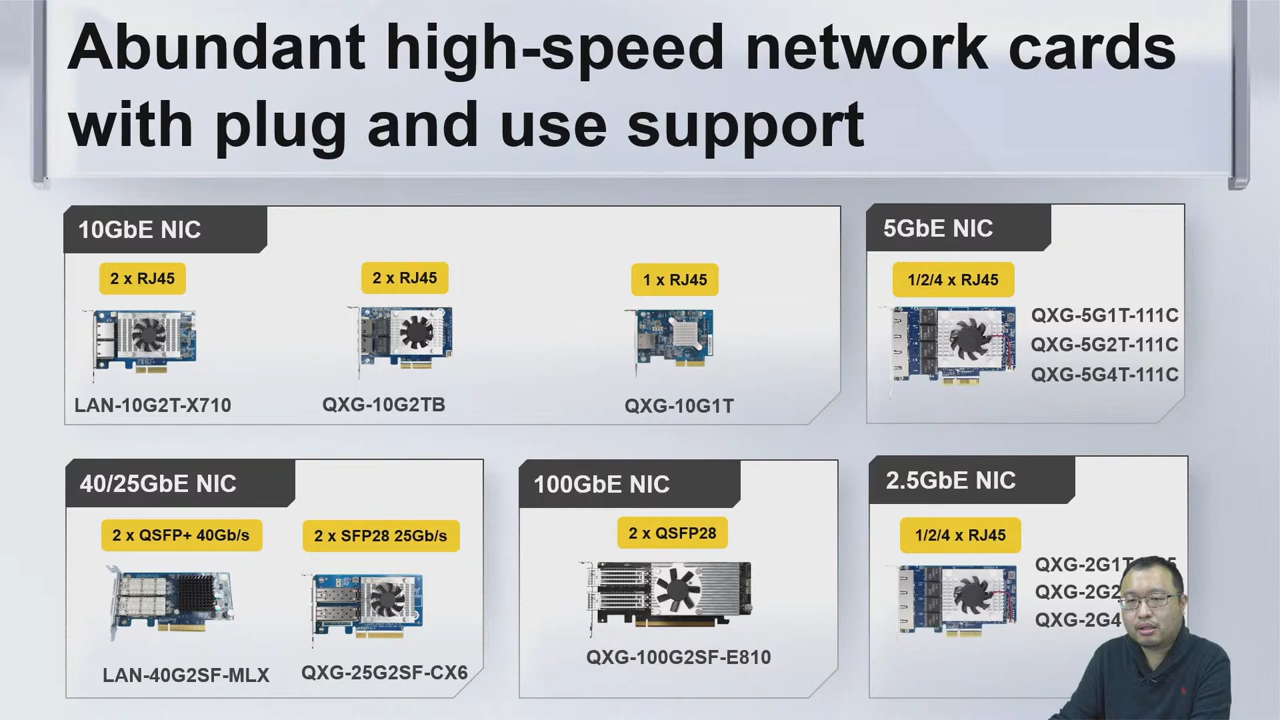 Abundant high-speed network cards
with plug and use support
10GbE NIC
2 x RJ45
2 x RJ45
1 x RJ45
LAN-10G2T-X710
QXG-10G2TB
QXG-10G1T
5GbE NIC
1/2/4 x RJ45
QXG-5G1T-111C
QXG-5G2T-111C
QXG-5G4T-111C
40/25GbE NIC
2 x QSFP+ 40Gb/s
2 x SFP28 25Gb/s
LAN-40G2SF-MLX
QXG-25G2SF-CX6
100GbE NIC
2 x QSFP28
QXG-100G2SF-E810
2.5GbE NIC
1/2/4 x RJ45